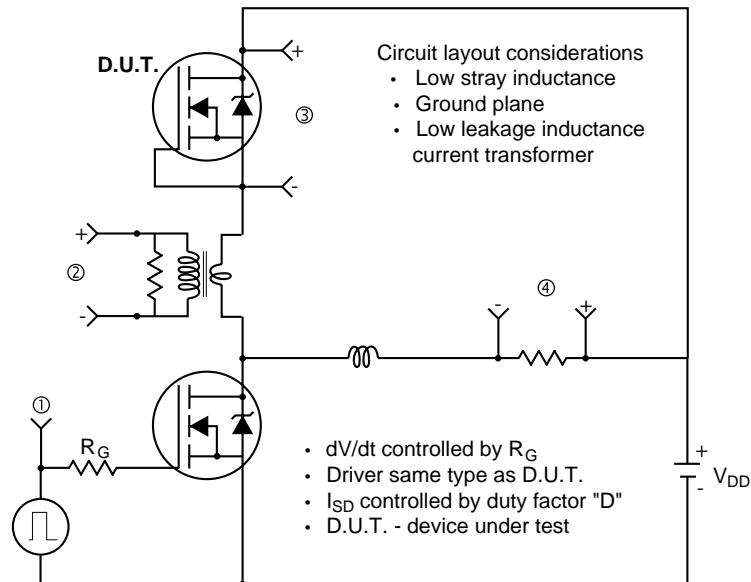 D.U.T.
+
Circuit layout considerations
• Low stray inductance
• Ground plane
• Low leakage inductance
current transformer
③
-
+
②
-
-
④
+
①
R_G
• dV/dt controlled by R_G
• Driver same type as D.U.T.
• I_SD controlled by duty factor "D"
• D.U.T. - device under test
+
V_DD
-